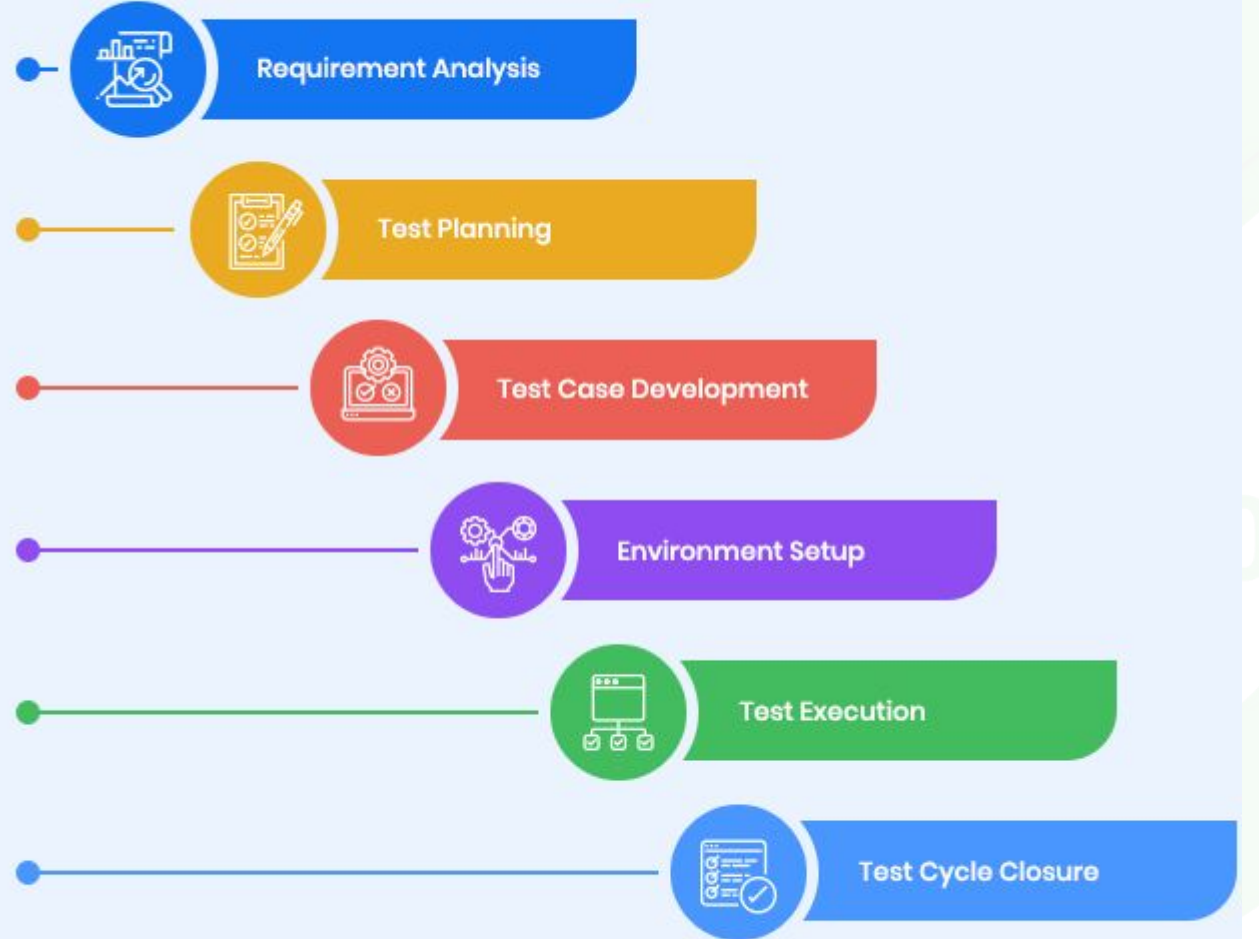 Requirement Analysis
Test Planning
Test Case Development
Environment Setup
Test Execution
Test Cycle Closure